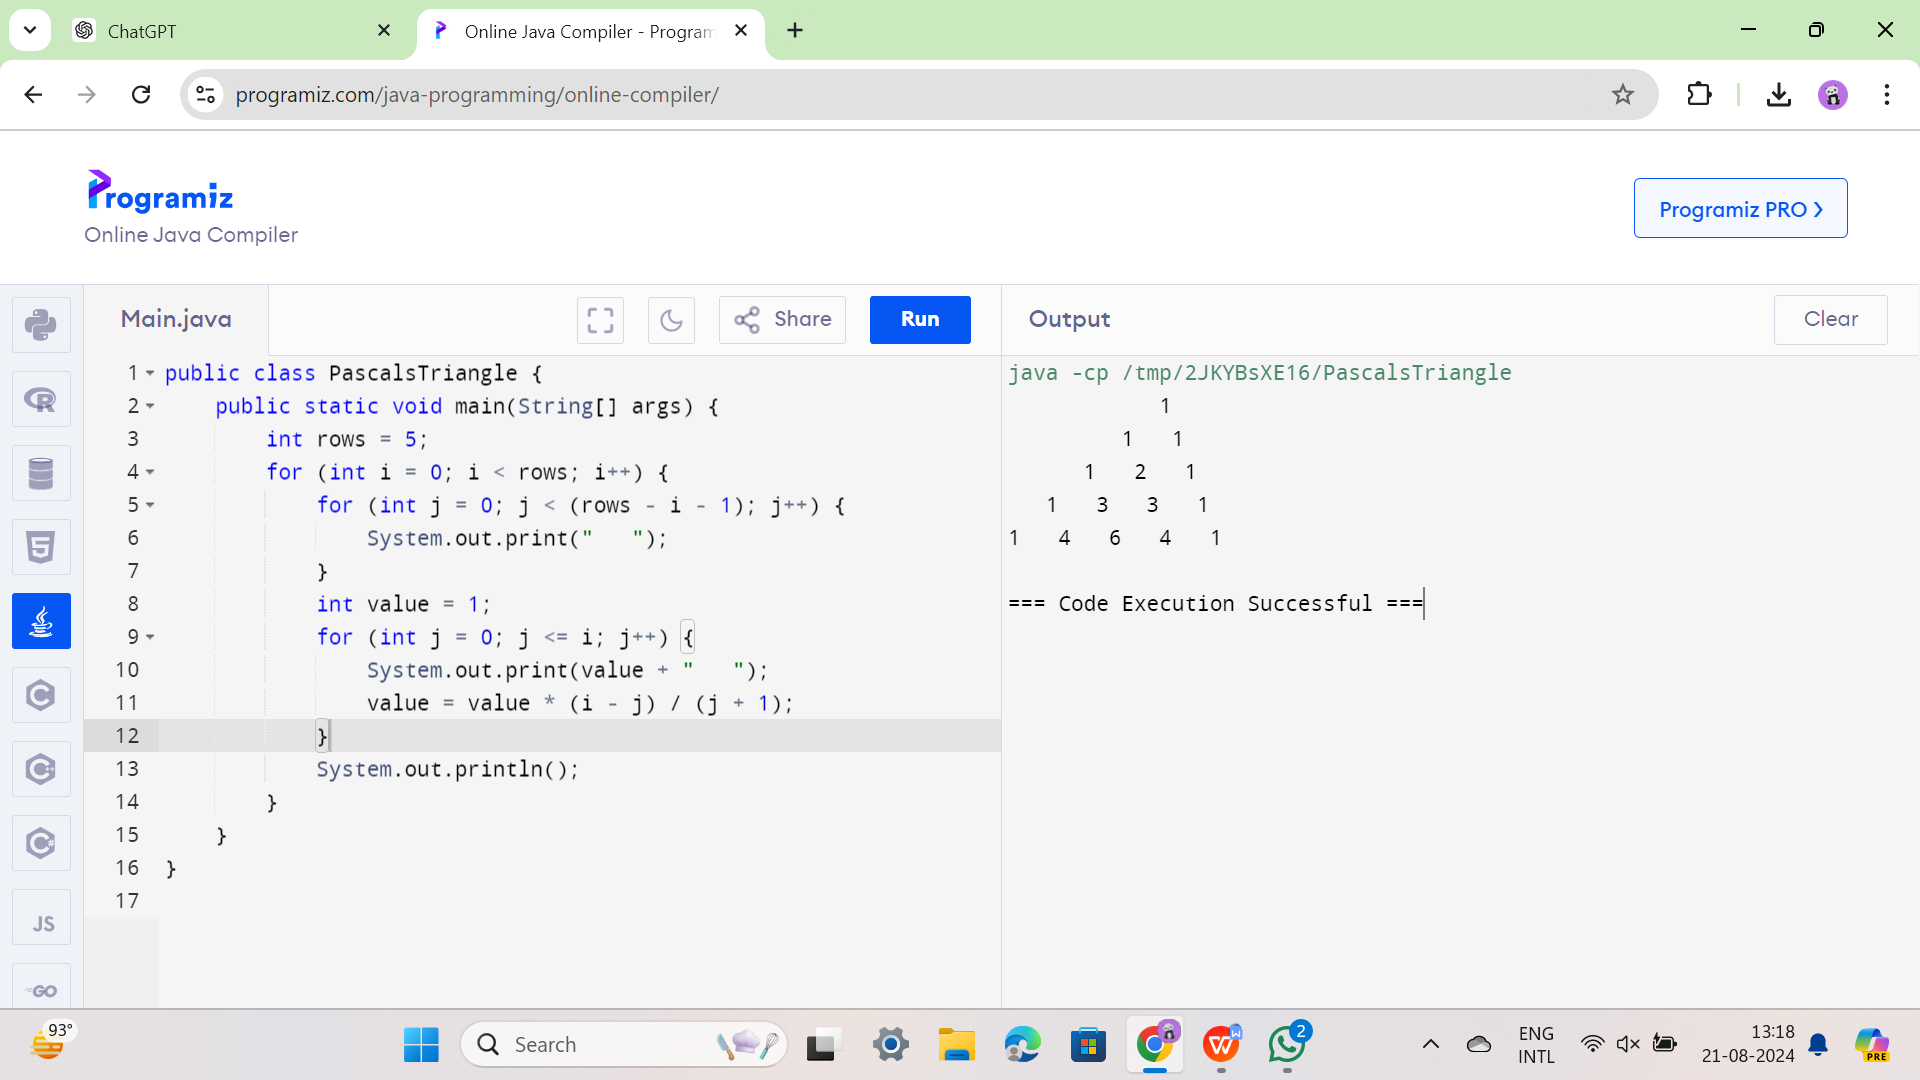 ChatGPT
Online Java Compiler - Program
programiz.com/java-programming/online-compiler/
Programiz
Online Java Compiler
Programiz PRO ❯
Main.java
Share
Run
Output
Clear
1 public class PascalsTriangle {
2     public static void main(String[] args) {
3         int rows = 5;
4         for (int i = 0; i < rows; i++) {
5             for (int j = 0; j < (rows - i - 1); j++) {
6                 System.out.print("   ");
7             }
8             int value = 1;
9             for (int j = 0; j <= i; j++) {
10                 System.out.print(value + "   ");
11                 value = value * (i - j) / (j + 1);
12             }
13             System.out.println();
14         }
15     }
16 }
17
java -cp /tmp/2JKYBsXE16/PascalsTriangle
            1
         1   1
      1   2   1
   1   3   3   1
1   4   6   4   1
=== Code Execution Successful ===
R
5
C
C++
C#
JS
GO
93°
Search
W
W
2
ENG
INTL
13:18
21-08-2024
PRE